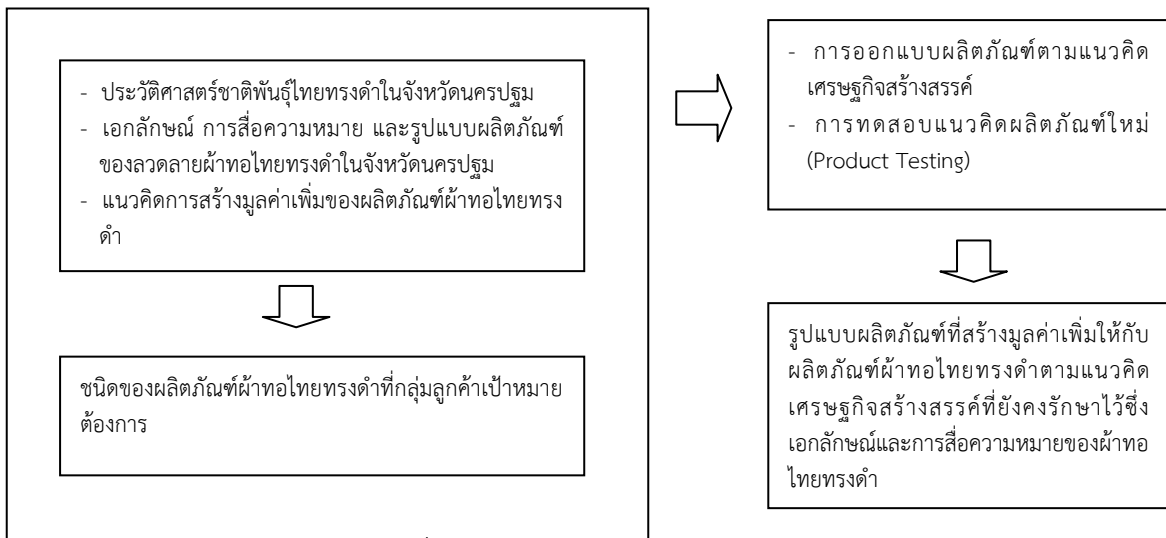 - ประวัติศาสตร์ชาติพันธุ์ไทยทรงดำในจังหวัดนครปฐม
- เอกลักษณ์ การสื่อความหมาย และรูปแบบผลิตภัณฑ์
ของลวดลายผ้าทอไทยทรงดำในจังหวัดนครปฐม
- แนวคิดการสร้างมูลค่าเพิ่มของผลิตภัณฑ์ผ้าทอไทยทรง
ดำ
ชนิดของผลิตภัณฑ์ผ้าทอไทยทรงดำที่กลุ่มลูกค้าเป้าหมาย
ต้องการ
- การออกแบบผลิตภัณฑ์ตามแนวคิด
เศรษฐกิจสร้างสรรค์
- การทดสอบแนวคิดผลิตภัณฑ์ใหม่
(Product Testing)
รูปแบบผลิตภัณฑ์ที่สร้างมูลค่าเพิ่มให้กับ
ผลิตภัณฑ์ผ้าทอไทยทรงดำตามแนวคิด
เศรษฐกิจสร้างสรรค์ที่ยังคงรักษาไว้ซึ่ง
เอกลักษณ์และการสื่อความหมายของผ้าทอ
ไทยทรงดำ